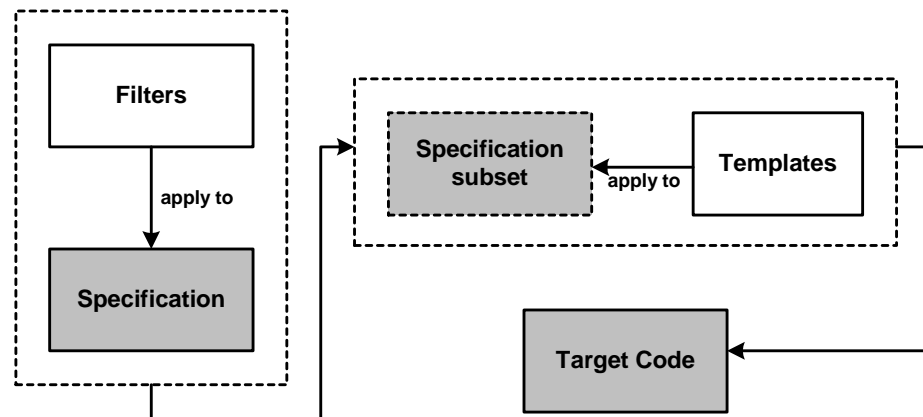 Filters
apply to
Specification
Specification
subset
apply to
Templates
Target Code